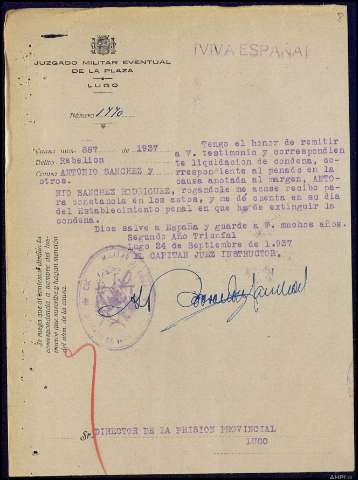 ¡VIVA ESPAÑA!
JUZGADO MILITAR EVENTUAL
DE LA PLAZA
LUGO
Número 1770
Causa núm. 887 de 1937
Delito Rebelion
Contra ANTONIO SANCHEZ y
otros.
Tengo el honor de remitir
a V. testimonio y correspondien
te liquidacion de condena, co-
rrespondiente al penado en la
causa anotada al margen, ANTO-
NIO SANCHEZ RODRIGUEZ, rogandole me acuse recibo pa
ra constancia en los autos, y me dé cuenta en su dia
del Establecimiento penal en que ha de extinguir la
condena.
Dios salve a España y guarde a V. muchos años.
Segundo Año Triunfal
Lugo 24 de Septiembre de 1.937
EL CAPITAN JUEZ INSTRUCTOR,
Sr. DIRECTOR DE LA PRISION PROVINCIAL
LUGO